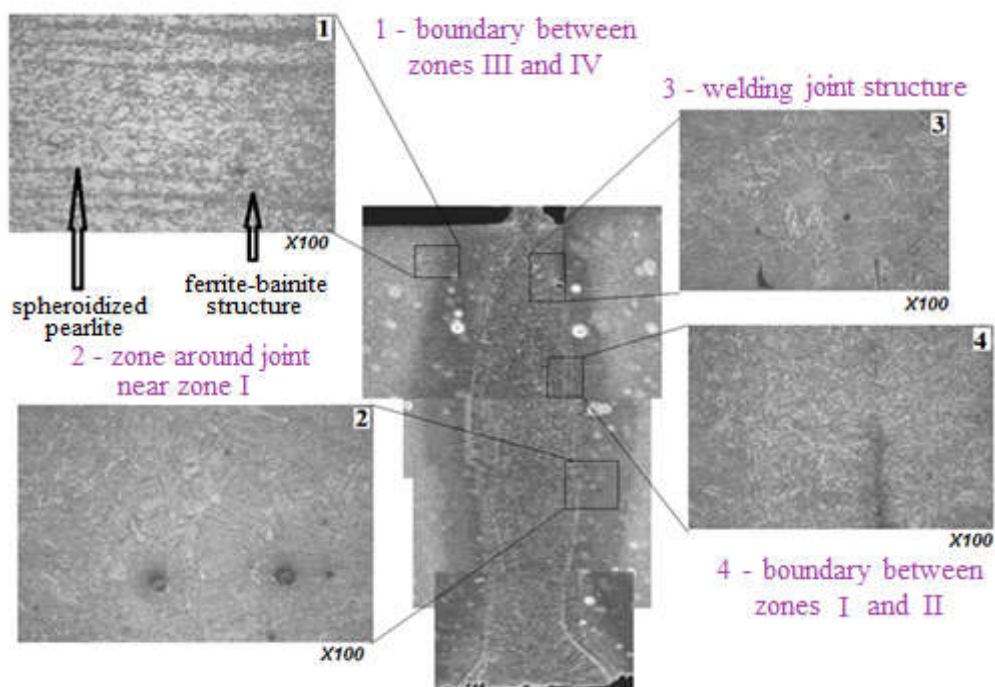 1
1 - boundary between
zones III and IV
X100
spheroidized
pearlite
ferrite-bainite
structure
3 - welding joint structure
3
X100
2 - zone around joint
near zone I
2
X100
4
X100
4 - boundary between
zones I and II